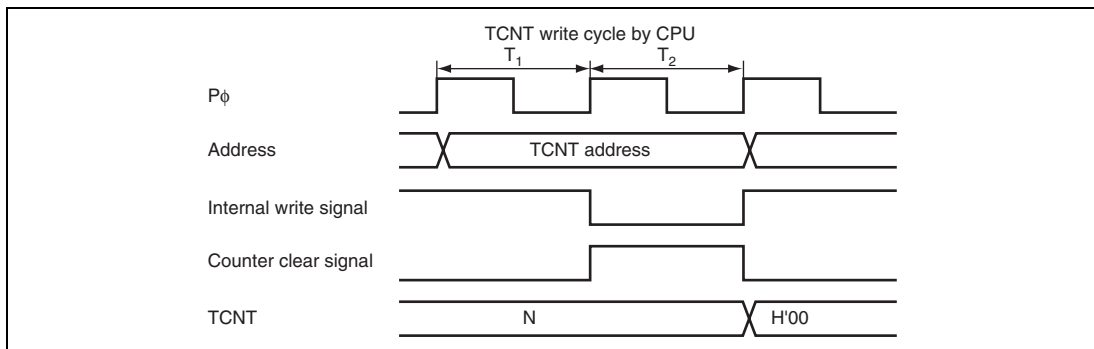 TCNT write cycle by CPU
T1 T2
Pϕ
Address TCNT address
Internal write signal
Counter clear signal
TCNT N H'00